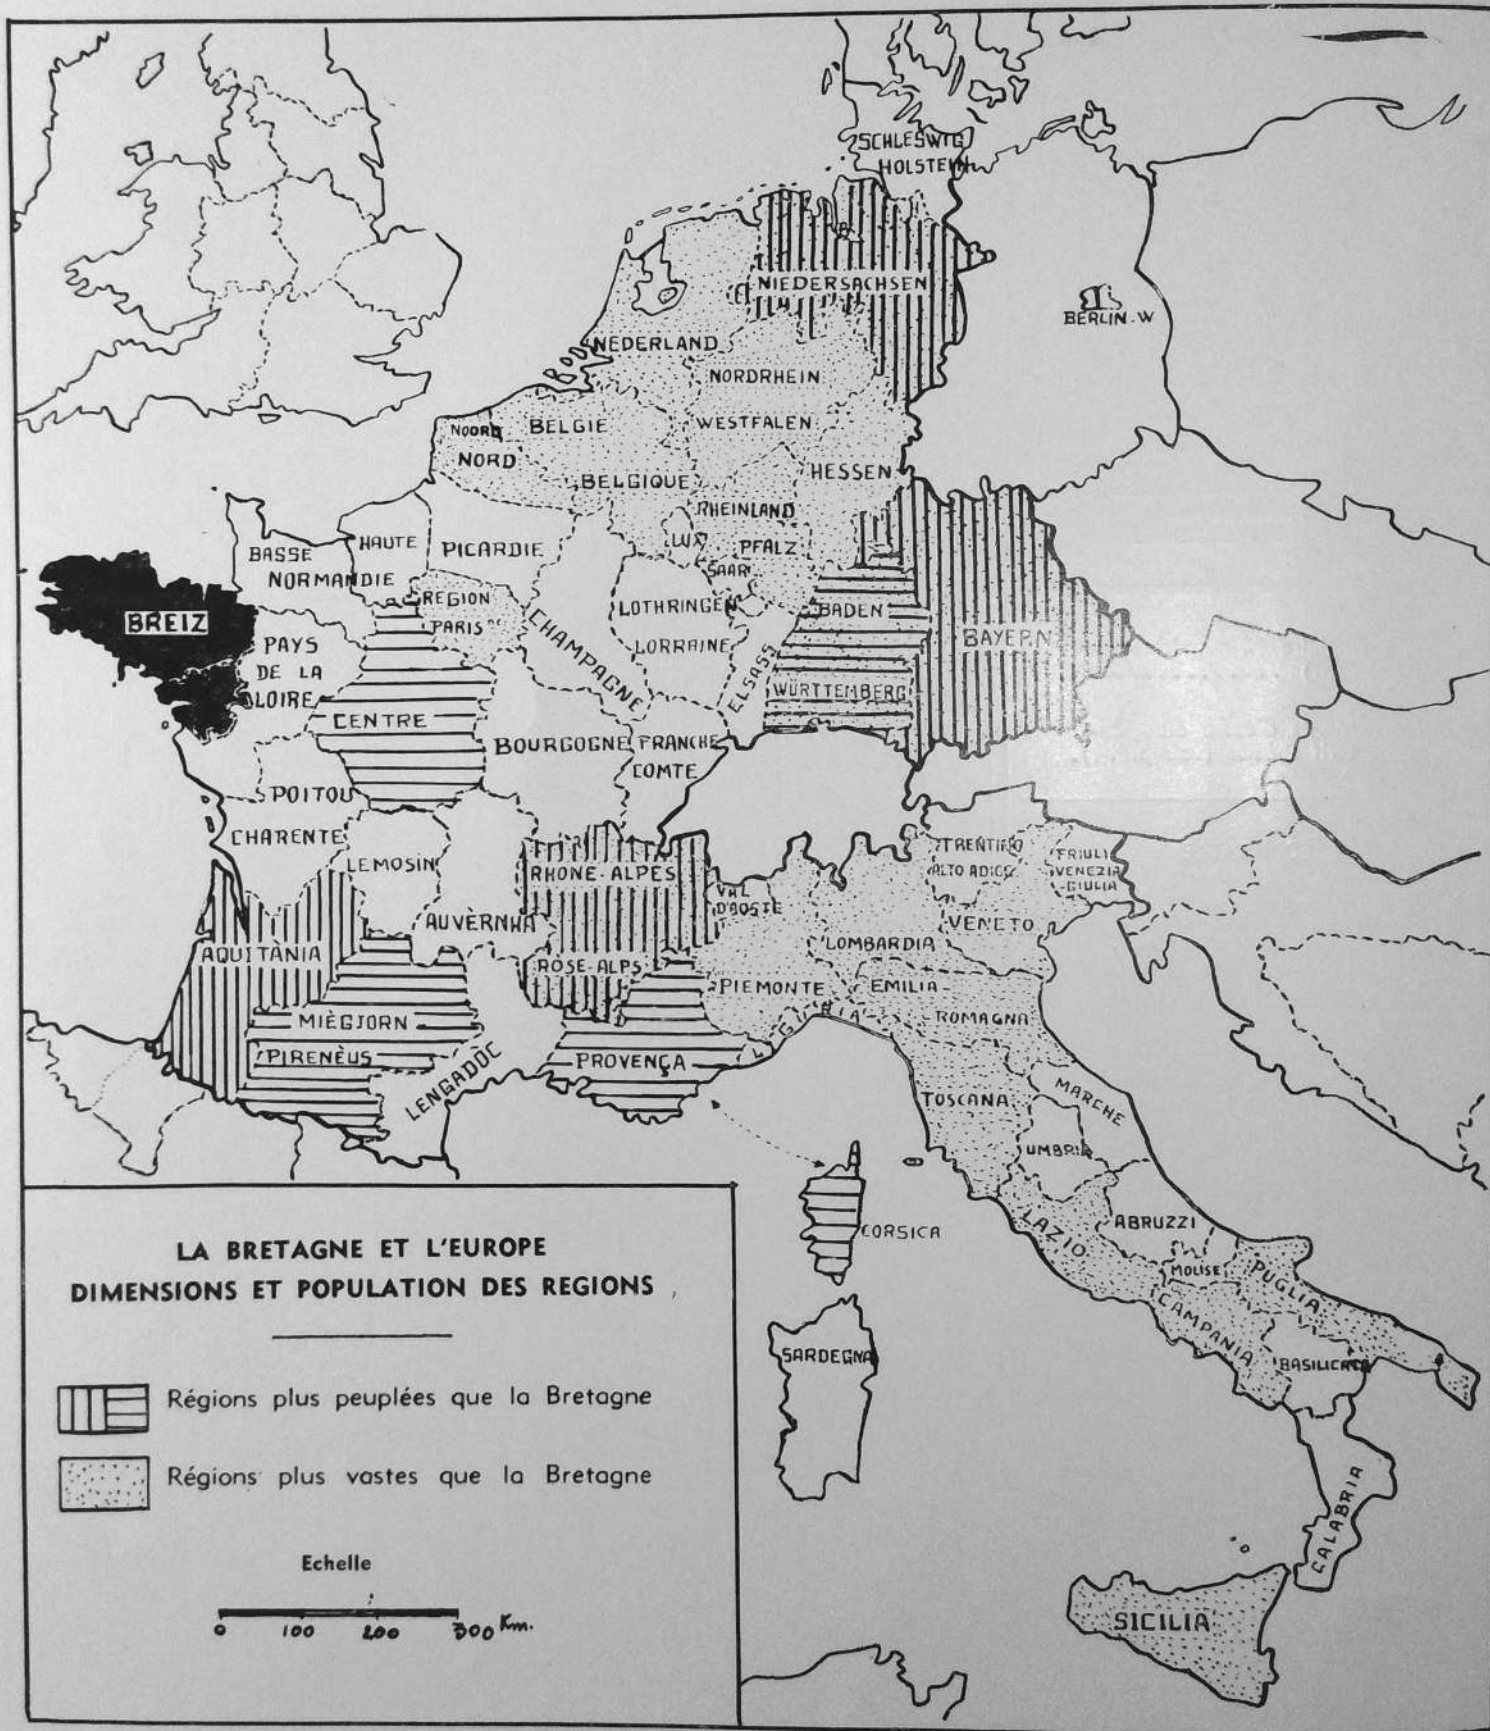 SCHLESWIG
HOLSTEIN
NIEDERSACHSEN
BERLIN.W
NEDERLAND
NORDRHEIN
WESTFALEN
NOORD
NORD
BELGIE
BELGIQUE
HESSEN
RHEINLAND
PFALZ
LUX
SAAR
BASSE
NORMANDIE
HAUTE
PICARDIE
REGION
PARIS
CHAMPAGNE
LOTHRINGEN
LORRAINE
ELSASS
BADEN
WÜRTTEMBERG
BAYERN
BREIZ
PAYS
DE LA
LOIRE
CENTRE
BOURGOGNE
FRANCHE
COMTE
POITOU
CHARENTE
LEMOSIN
AUVÈRNHA
RHONE-ALPES
ROSE-ALPS
VAL
D'AOSTE
TRENTINO
ALTO ADIGE
FRIULI
VENEZIA
-GIULIA
VENETO
LOMBARDIA
PIEMONTE
EMILIA-
ROMAGNA
LIGURIA
AQUITÀNIA
MIÈGJORN
PIRENÈUS
LENGADÒC
PROVENÇA
TOSCANA
MARCHE
UMBRIA
LAZIO
ABRUZZI
MOLISE
PUGLIA
CAMPANIA
BASILICATA
CORSICA
SARDEGNA
CALABRIA
SICILIA
LA BRETAGNE ET L'EUROPE
DIMENSIONS ET POPULATION DES REGIONS
Régions plus peuplées que la Bretagne
Régions plus vastes que la Bretagne
Echelle
0 100 200 300 Km.